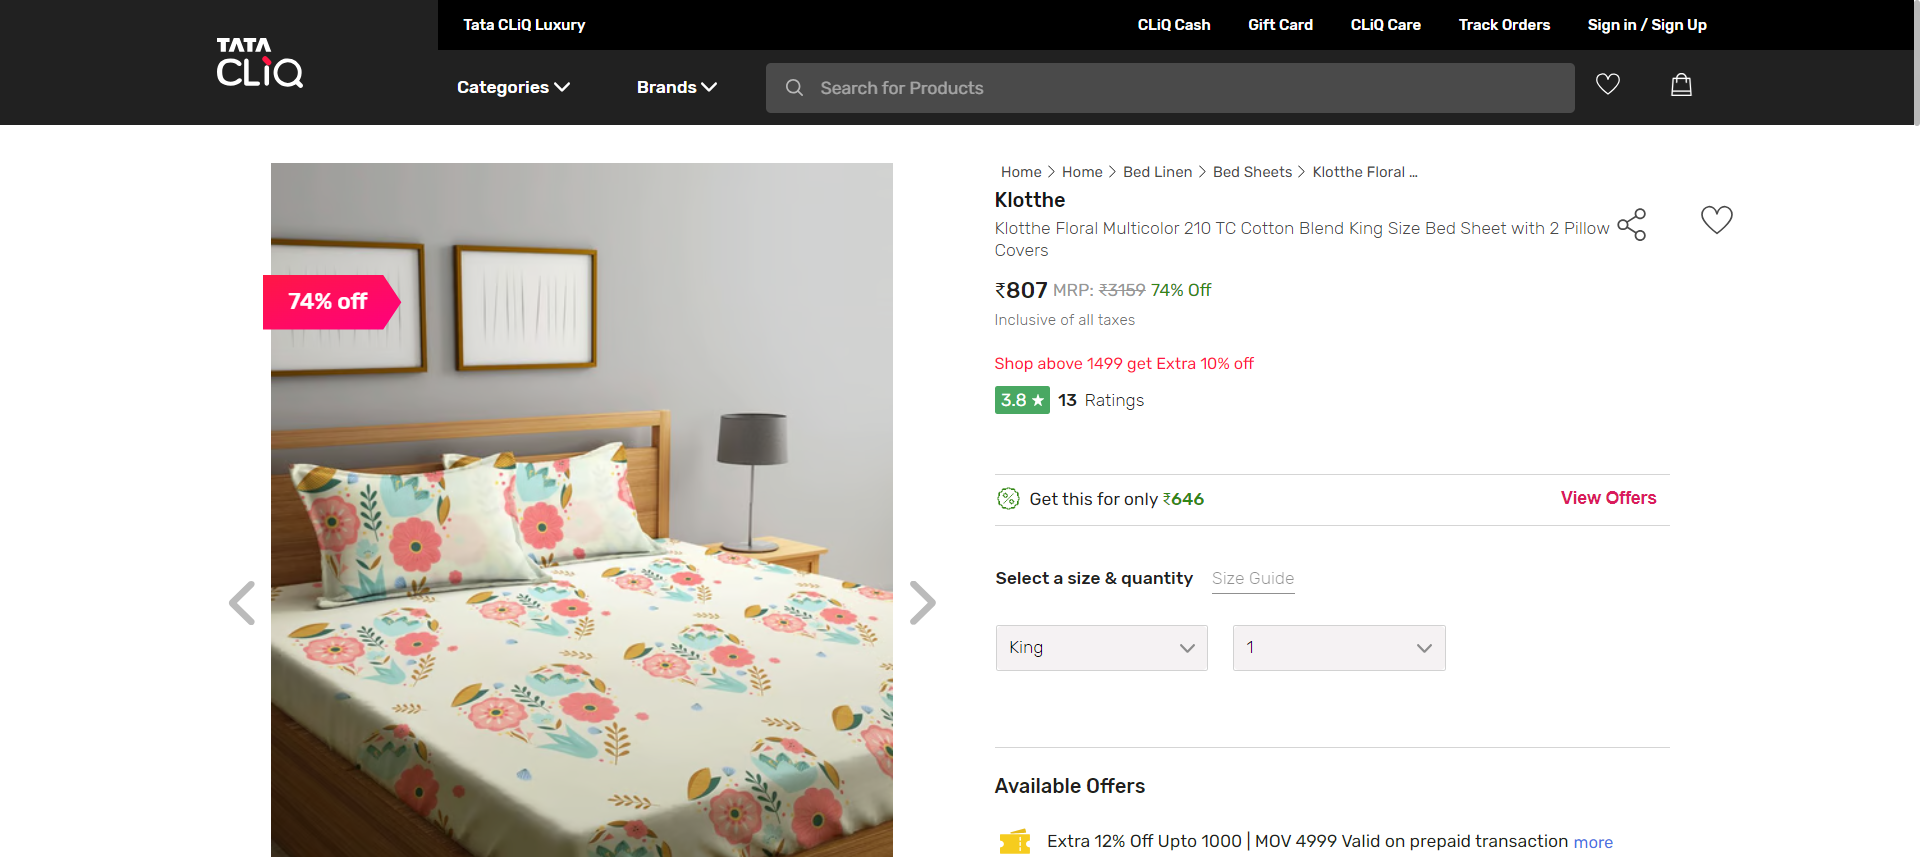 Tata CLiQ Luxury
CLiQ Cash
Gift Card
CLiQ Care
Track Orders
Sign in / Sign Up
TATA
CLiQ
Categories
Brands
Search for Products
74% off
Home > Home > Bed Linen > Bed Sheets > Klotthe Floral ...
Klotthe
Klotthe Floral Multicolor 210 TC Cotton Blend King Size Bed Sheet with 2 Pillow
Covers
₹807 MRP: ₹3159 74% Off
Inclusive of all taxes
Shop above 1499 get Extra 10% off
3.8 ★ 13 Ratings
Get this for only ₹646
View Offers
Select a size & quantity
Size Guide
King
1
Available Offers
Extra 12% Off Upto 1000 | MOV 4999 Valid on prepaid transaction more